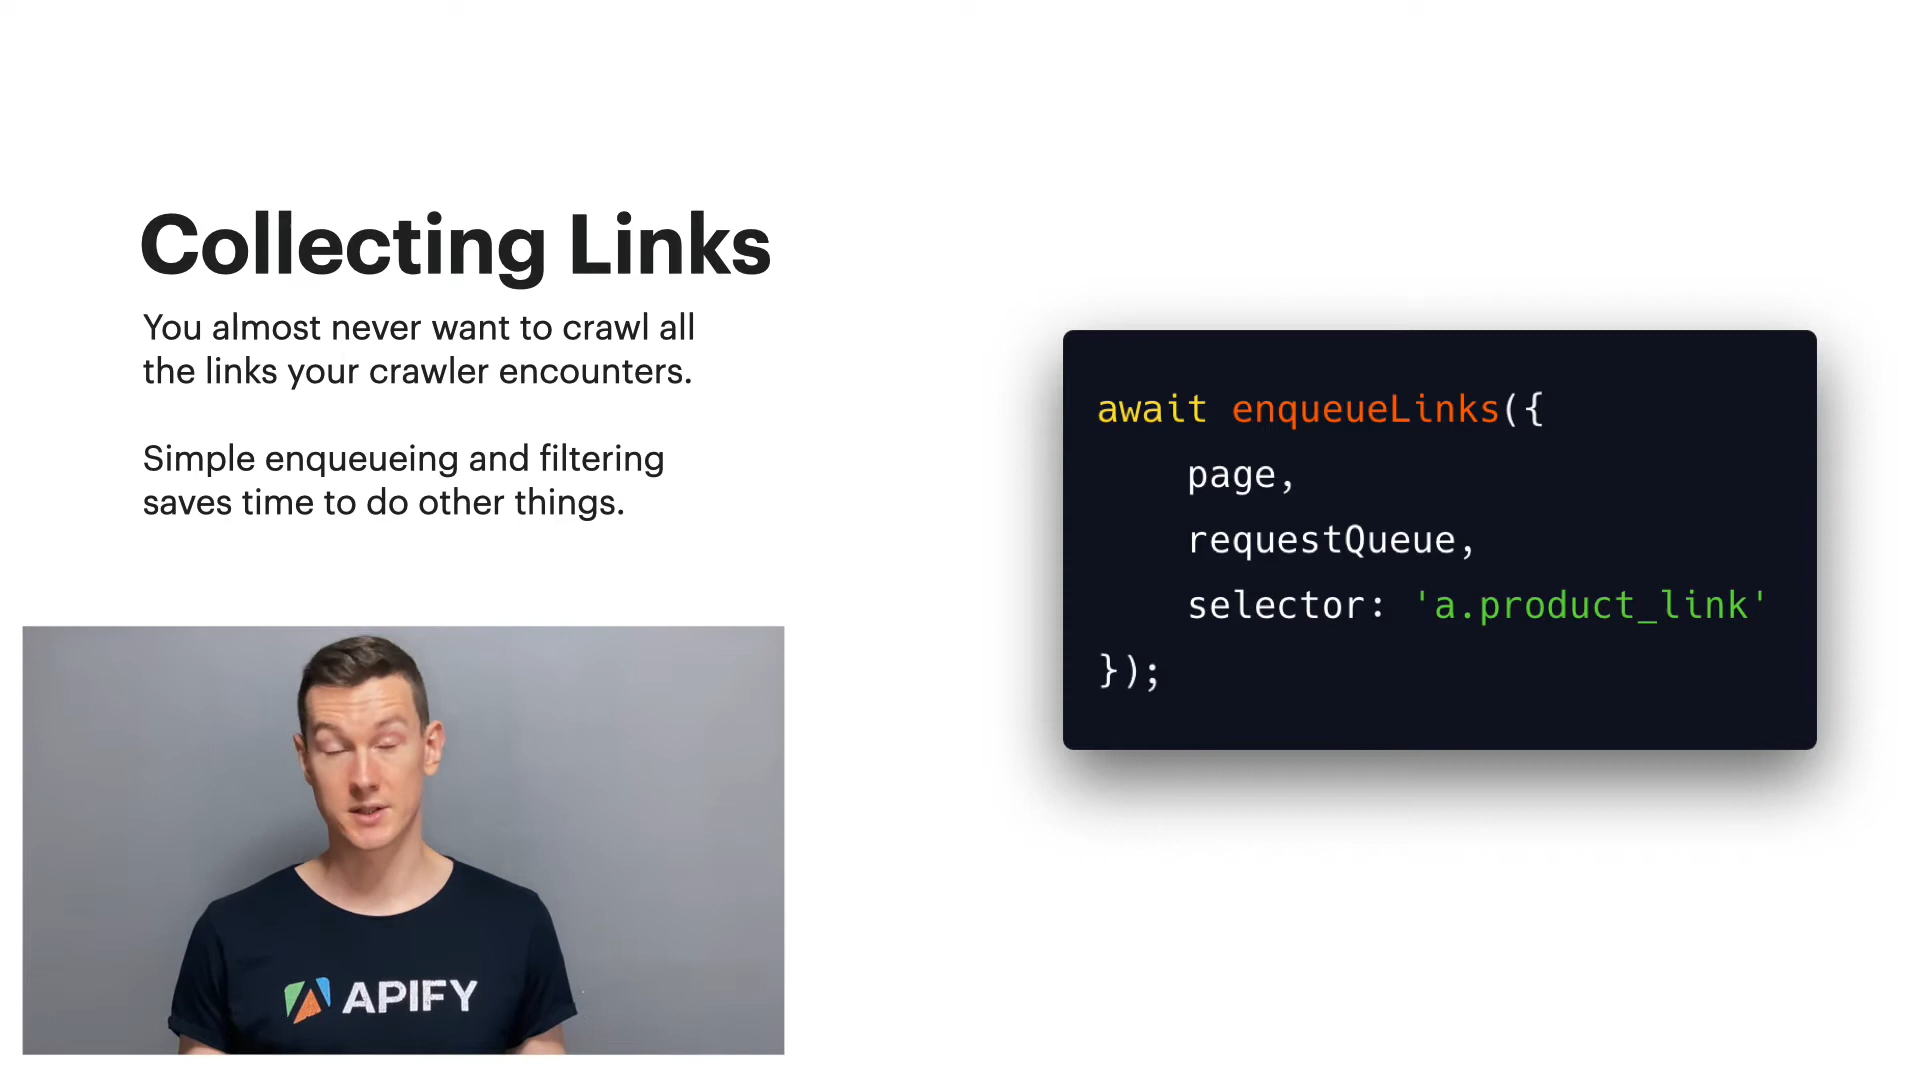 Collecting Links
You almost never want to crawl all
the links your crawler encounters.
Simple enqueueing and filtering
saves time to do other things.
await enqueueLinks({
page,
requestQueue,
selector: 'a.product_link'
});
APIFY